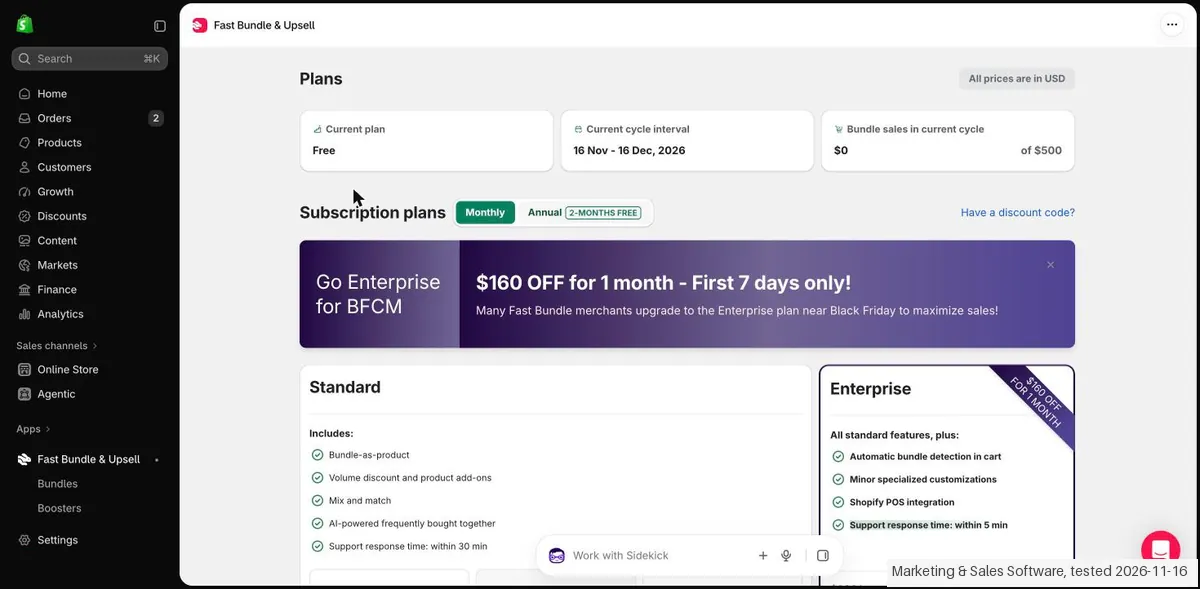 Fast Bundle & Upsell
Search ⌘K
Home
Orders 2
Products
Customers
Growth
Discounts
Content
Markets
Finance
Analytics
Sales channels
Online Store
Agentic
Apps
Fast Bundle & Upsell
Bundles
Boosters
Settings
Plans
All prices are in USD
Current plan
Free
Current cycle interval
16 Nov - 16 Dec, 2026
Bundle sales in current cycle
$0 of $500
Subscription plans
Monthly
Annual 2-MONTHS FREE
Have a discount code?
Go Enterprise
for BFCM
$160 OFF for 1 month - First 7 days only!
Many Fast Bundle merchants upgrade to the Enterprise plan near Black Friday to maximize sales!
Standard
Includes:
Bundle-as-product
Volume discount and product add-ons
Mix and match
AI-powered frequently bought together
Support response time: within 30 min
Enterprise
$160 OFF
FOR 1 MONTH
All standard features, plus:
Automatic bundle detection in cart
Minor specialized customizations
Shopify POS integration
Support response time: within 5 min
Work with Sidekick
Marketing & Sales Software, tested 2026-11-16